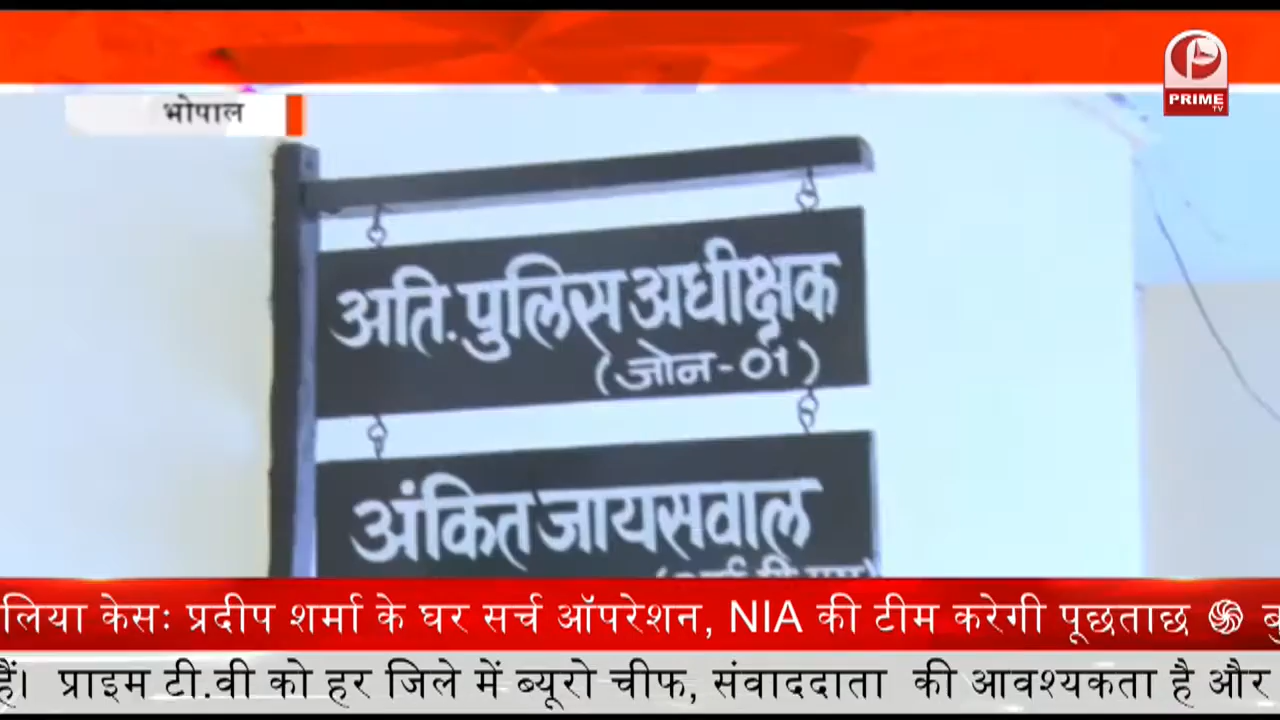 भोपाल
PRIME
TV
अति. पुलिस अधीक्षक
(जोन-01)
अंकित जायसवाल
लिया केसः प्रदीप शर्मा के घर सर्च ऑपरेशन, NIA की टीम करेगी पूछताछ
हैं। प्राइम टी.वी को हर जिले में ब्यूरो चीफ, संवाददाता की आवश्यकता है और